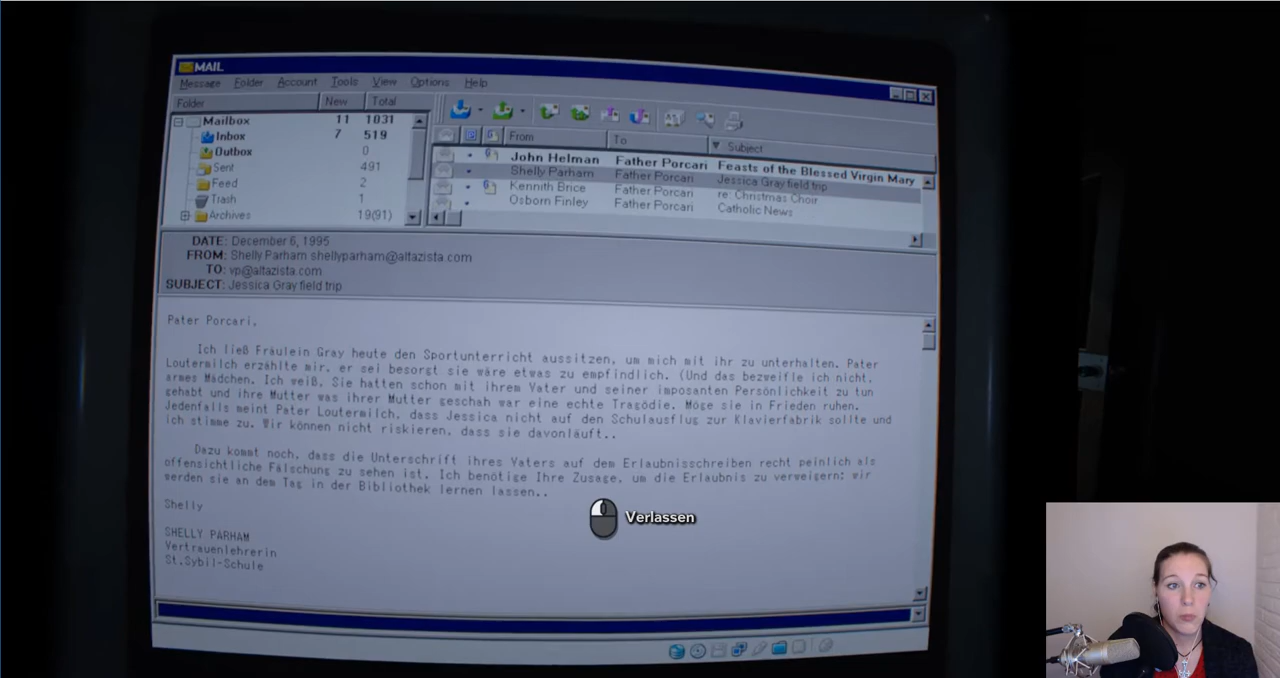 MAIL
Message Folder Account Tools View Options Help
Folder New Total
Mailbox 11 1031
Inbox 7 519
Outbox 0
Sent 491
Feed 2
Trash 1
Archives 19(91)
From To Subject
John Helman Father Porcari Feasts of the Blessed Virgin Mary
Shelly Parham Father Porcari Jessica Gray field trip
Kennith Brice Father Porcari re: Christmas Choir
Osborn Finley Father Porcari Catholic News
DATE: December 6, 1995
FROM: Shelly Parham shellyparham@altazista.com
TO: vp@altazista.com
SUBJECT: Jessica Gray field trip
Pater Porcari,
Ich ließ Fräulein Gray heute den Sportunterricht aussitzen, um mich mit ihr zu unterhalten. Pater
Loutermilch erzählte mir, er sei besorgt sie wäre etwas zu empfindlich. (Und das bezweifle ich nicht,
armes Mädchen. Ich weiß, Sie hatten schon mit ihrem Vater und seiner imposanten Persönlichkeit zu tun
gehabt und ihre Mutter was ihrer Mutter geschah war eine echte Tragödie. Möge sie in Frieden ruhen.
Jedenfalls meint Pater Loutermilch, dass Jessica nicht auf den Schulausflug zur Klavierfabrik sollte und
ich stimme zu. Wir können nicht riskieren, dass sie davonläuft..
Dazu kommt noch, dass die Unterschrift ihres Vaters auf dem Erlaubnisschreiben recht peinlich als
offensichtliche Fälschung zu sehen ist. Ich benötige Ihre Zusage, um die Erlaubnis zu verweigern; wir
werden sie an dem Tag in der Bibliothek lernen lassen..
Shelly
SHELLY PARHAM
Vertrauenlehrerin
St.Sybil-Schule
Verlassen